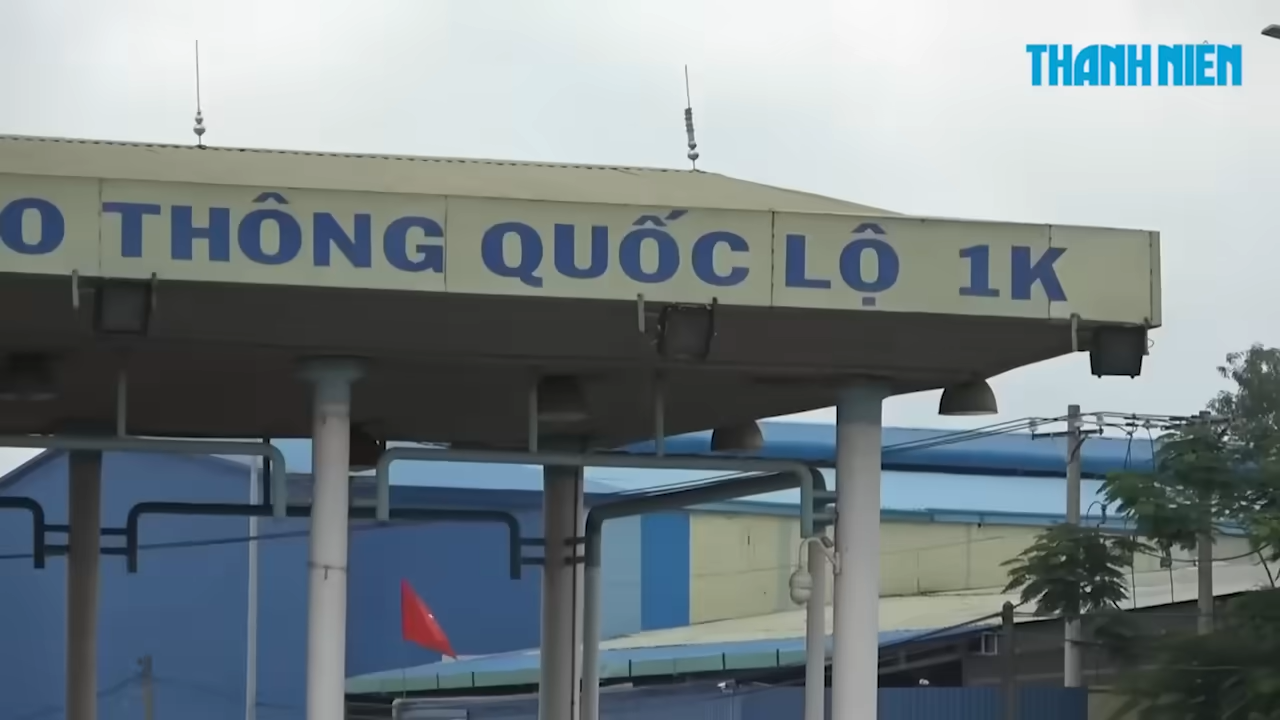 THANH NIÊN
O THÔNG QUỐC LỘ 1K